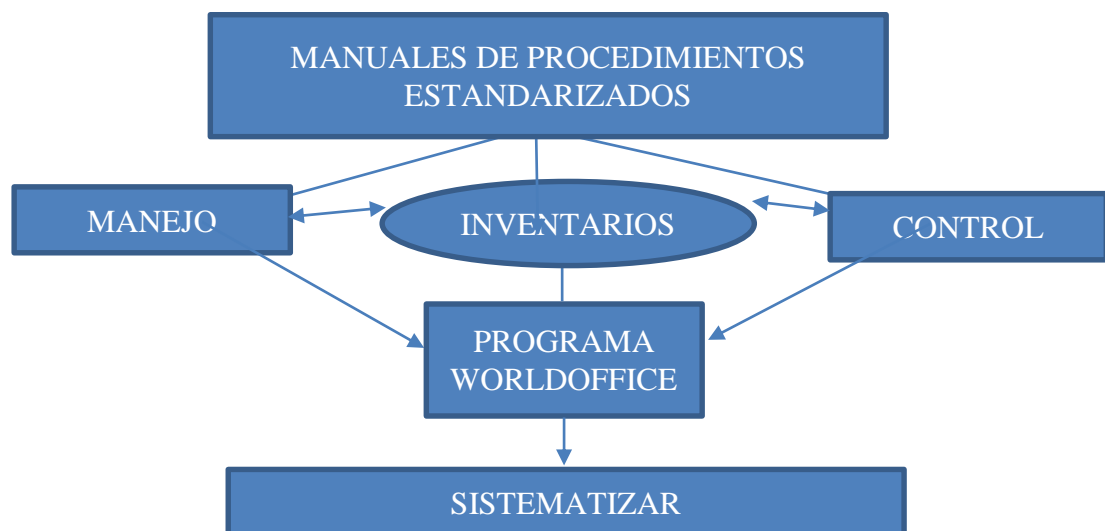 MANUALES DE PROCEDIMIENTOS
ESTANDARIZADOS
MANEJO
INVENTARIOS
CONTROL
PROGRAMA
WORLDOFFICE
SISTEMATIZAR